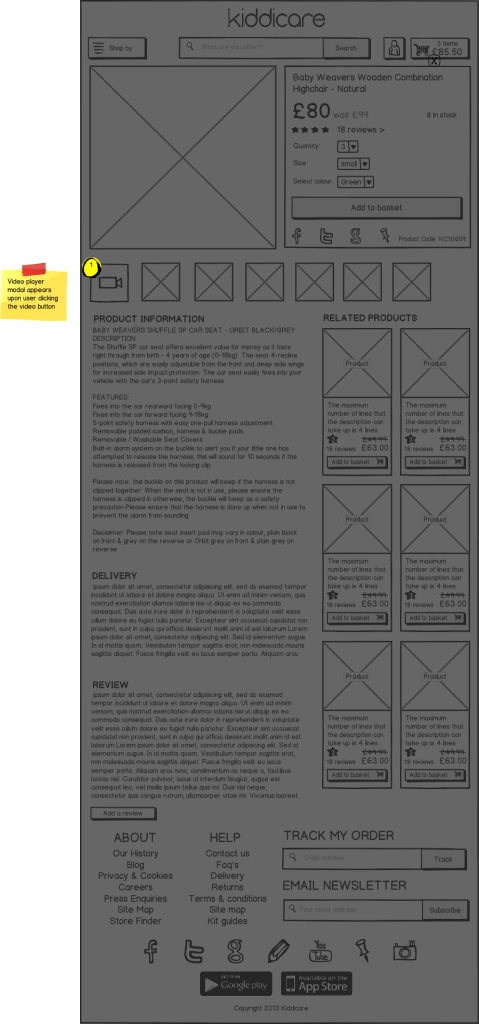 kiddicare
Shop by
What are you after?
Search
3 items
£85.50
Baby Weavers Wooden Combination
Highchair - Natural
£80 was £99
8 in stock
18 reviews >
Quantity:
3
Size:
small
Select colour:
Green
Add to basket
Product Code: KC10659
1
Video player
modal appears
upon user clicking
the video button
PRODUCT INFORMATION
BABY WEAVERS SHUFFLE SP CAR SEAT - ORBIT BLACK/GREY
DESCRIPTION
The Shuffle SP car seat offers excellent value for money as it lasts
right through from birth - 4 years of age (0-18kg). The seat 4-recline
positions, which are easily adjustable from the front and deep side wings
for increased side impact protection. The car seat easily fixes into your
vehicle with the car's 3-point safety harness
FEATURES:
Fixes into the car rearward facing 0-9kg
Fixes into the car forward facing 9-18kg
5-point safety harness with easy one-pull harness adjustment
Removable padded cushion, harness & buckle pads
Removable / Washable Seat Covers
Built-in alarm system on the buckle to alert you if your little one has
attempted to release the harness, this will sound for 10 seconds if the
harness is released from the locking clip
Please note: the buckle on this product will beep if the harness is not
clipped together. When the seat is not in use, please ensure the
harness is clipped in otherwise, the buckle will beep as a safety
precaution Please ensure that the harness is done up when not in use to
prevent the alarm from sounding
Disclaimer: Please note seat insert pad may vary in colour, plain black
on front & grey on the reverse or Orbit grey on front & plain grey on
reverse
DELIVERY
Ipsum dolor sit amet, consectetur adipisicing elit, sed do eiusmod tempor
incididunt ut labore et dolore magna aliqua. Ut enim ad minim veniam, quis
nostrud exercitation ullamco laboris nisi ut aliquip ex ea commodo
consequat. Duis aute irure dolor in reprehenderit in voluptate velit esse
cillum dolore eu fugiat nulla pariatur. Excepteur sint occaecat cupidatat non
proident, sunt in culpa qui officia deserunt mollit anim id est laborum.Lorem
ipsum dolor sit amet, consectetur adipiscing elit. Sed id elementum augue.
In id mattis quam. Vestibulum tempor sagittis erat, non malesuada mauris
sagittis. Fusce fringilla velit eu lacus semper porta. Aliquam arcu
REVIEW
Ipsum dolor sit amet, consectetur adipisicing elit, sed do eiusmod
tempor incididunt ut labore et dolore magna aliqua. Ut enim ad minim
veniam, quis nostrud exercitation ullamco laboris nisi ut aliquip ex ea
commodo consequat. Duis aute irure dolor in reprehenderit in voluptate
velit esse cillum dolore eu fugiat nulla pariatur. Excepteur sint occaecat
cupidatat non proident, sunt in culpa qui officia deserunt mollit anim id est
laborum.Lorem ipsum dolor sit amet, consectetur adipiscing elit. Sed id
elementum augue. In id mattis quam. Vestibulum tempor sagittis erat,
non malesuada mauris sagittis. Fusce fringilla velit eu lacus
semper porta. Aliquam arcu nunc, condimentum ac neque a, faucibus
lacinia nisl. Curabitur pulvinar, lacus ut interdum feugiat, augue est
consequat leo, vel mollis ipsum tellus quis mi. Duis nisl neque,
consectetur quis congue rutrum, ullamcorper vitae mi. Vivamus laoreet
Add a review
RELATED PRODUCTS
Product
Product
The maximum
number of lines that
the description can
take up is 4 lines
£69.99
18 reviews £63.00
Add to basket
The maximum
number of lines that
the description can
take up is 4 lines
£69.99
18 reviews £63.00
Add to basket
Product
Product
The maximum
number of lines that
the description can
take up is 4 lines
£69.99
18 reviews £63.00
Add to basket
The maximum
number of lines that
the description can
take up is 4 lines
£69.99
18 reviews £63.00
Add to basket
Product
Product
The maximum
number of lines that
the description can
take up is 4 lines
£69.99
18 reviews £63.00
Add to basket
The maximum
number of lines that
the description can
take up is 4 lines
£69.99
18 reviews £63.00
Add to basket
ABOUT
Our History
Blog
Privacy & Cookies
Careers
Press Enquiries
Site Map
Store Finder
HELP
Contact us
Faq's
Delivery
Returns
Terms & conditions
Site map
Kit guides
TRACK MY ORDER
Order number
Track
EMAIL NEWSLETTER
Your email address
Subscribe
You
Tube
GET IT ON
Google play
Available on the
App Store
Copyright 2013 Kiddicare